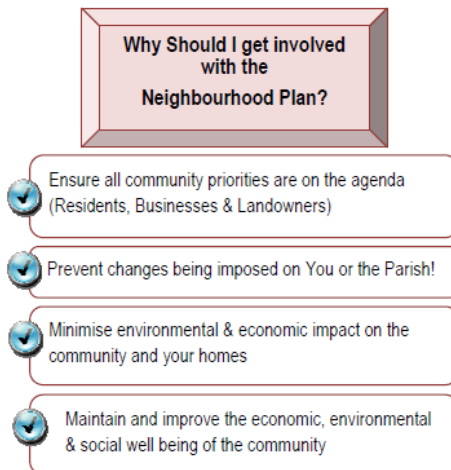 Why Should I get involved
with the
Neighbourhood Plan?
Ensure all community priorities are on the agenda
(Residents, Businesses & Landowners)
Prevent changes being imposed on You or the Parish!
Minimise environmental & economic impact on the
community and your homes
Maintain and improve the economic, environmental
& social well being of the community